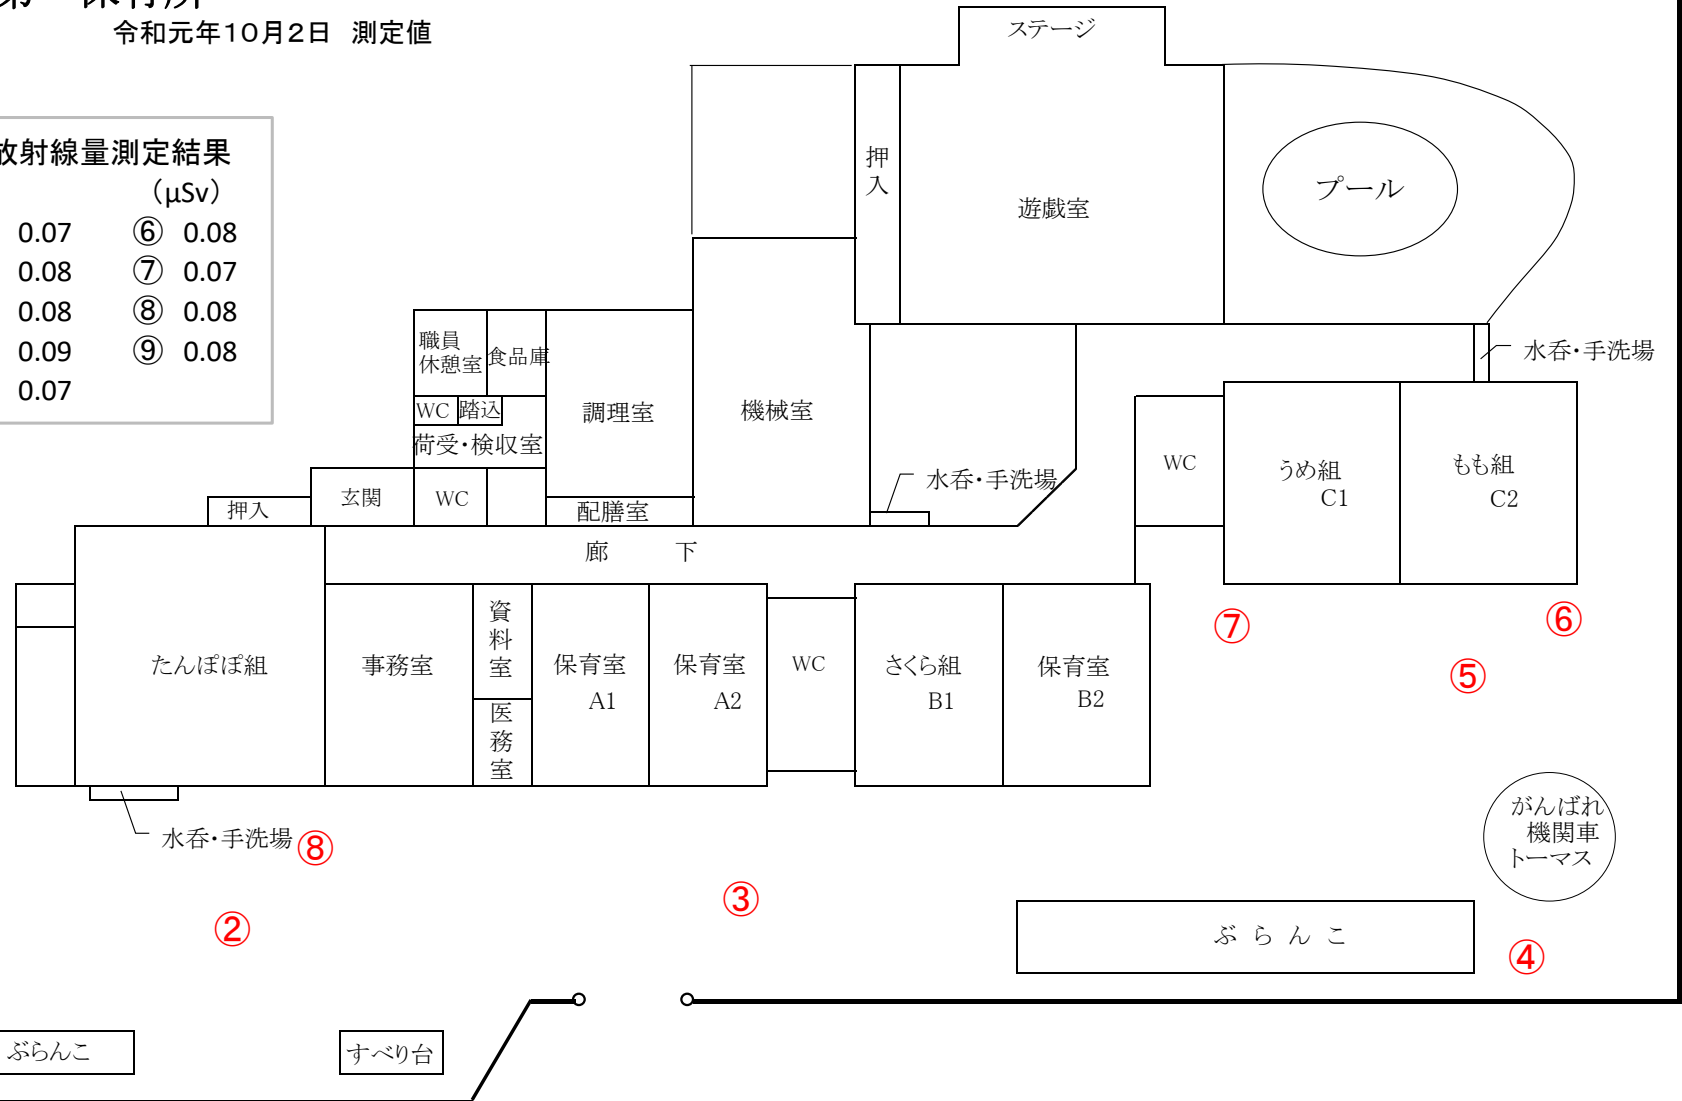 令和元年10月2日 測定値
放射線量測定結果
（μSv）
0.07 ⑥ 0.08
0.08 ⑦ 0.07
0.08 ⑧ 0.08
0.09 ⑨ 0.08
0.07
ステージ
押入
遊戯室
プール
職員
休憩室
食品庫
水呑・手洗場
WC
踏込
調理室
機械室
荷受・検収室
WC
うめ組
C1
もも組
C2
水呑・手洗場
玄関
WC
押入
配膳室
廊 下
⑦
⑥
たんぽぽ組
事務室
資料室
保育室
A1
保育室
A2
WC
さくら組
B1
保育室
B2
⑤
医務室
がんばれ
機関車
トーマス
水呑・手洗場
⑧
③
②
ぶらんこ
④
ぶらんこ
すべり台